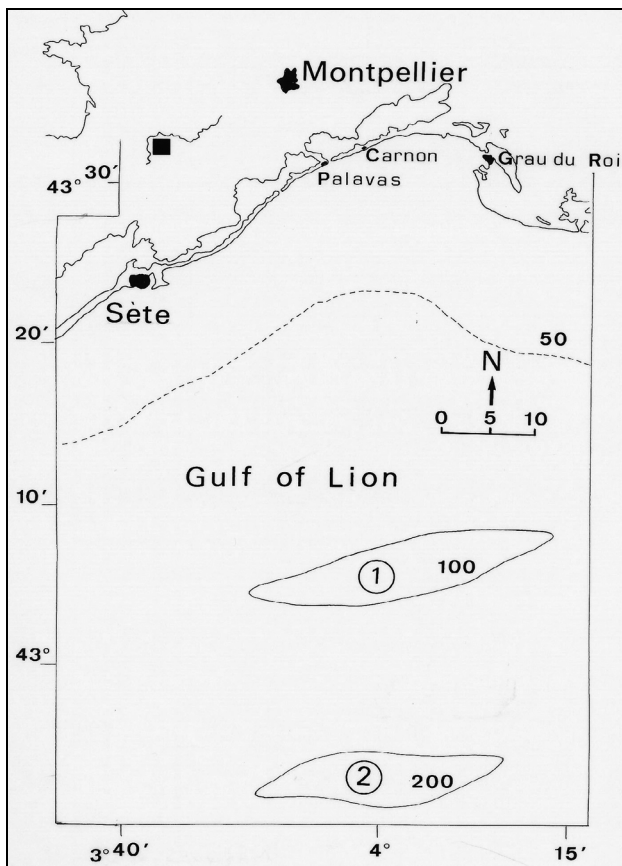 Montpellier
Carnon
Grau du Roi
Palavas
43° 30′
Sète
20′
50
N
0 5 10
Gulf of Lion
10′
1
100
43°
2
200
3° 40′
4°
15′